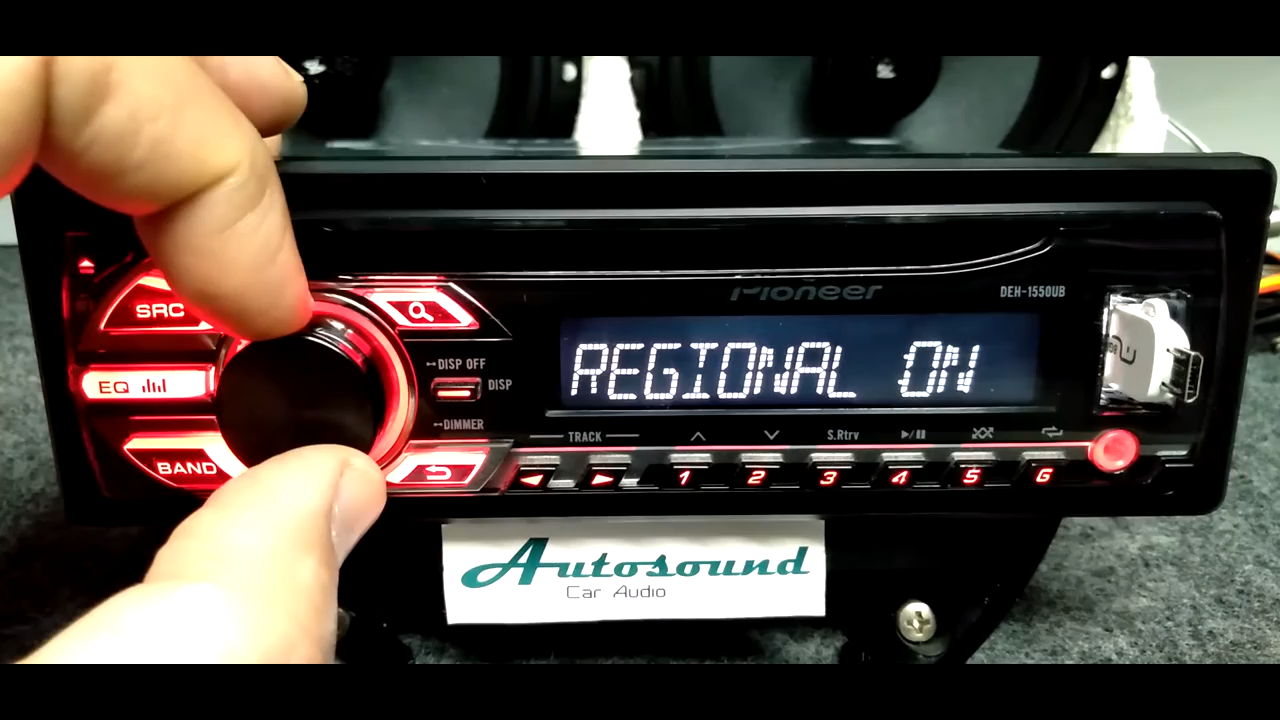 Pioneer
DEH-1550UB
SRC
EQ
BAND
DISP OFF
DISP
DIMMER
REGIONAL ON
TRACK
S.Rtrv
1 2 3 4 5 6
Autosound
Car Audio